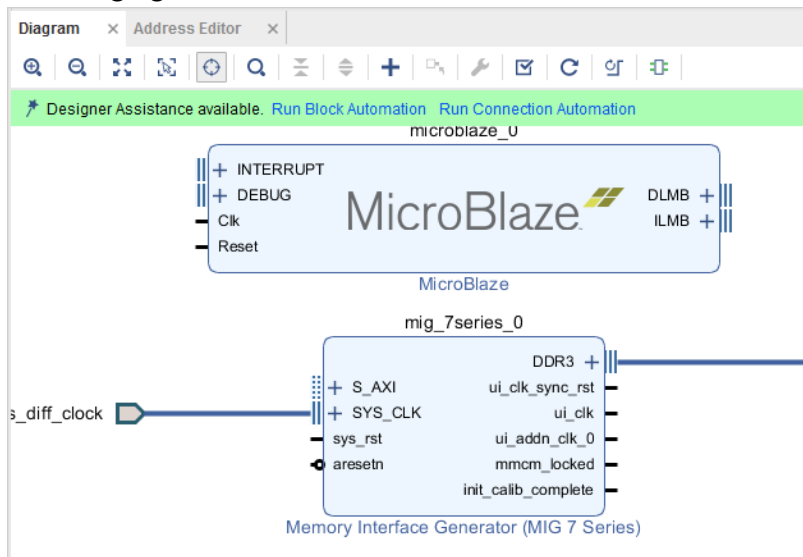 Diagram × Address Editor ×
Designer Assistance available. Run Block Automation Run Connection Automation
microblaze_0
INTERRUPT
DEBUG
Clk
Reset
MicroBlaze
DLMB
ILMB
MicroBlaze
mig_7series_0
DDR3
S_AXI
ui_clk_sync_rst
s_diff_clock
SYS_CLK
ui_clk
sys_rst
ui_addn_clk_0
aresetn
mmcm_locked
init_calib_complete
Memory Interface Generator (MIG 7 Series)